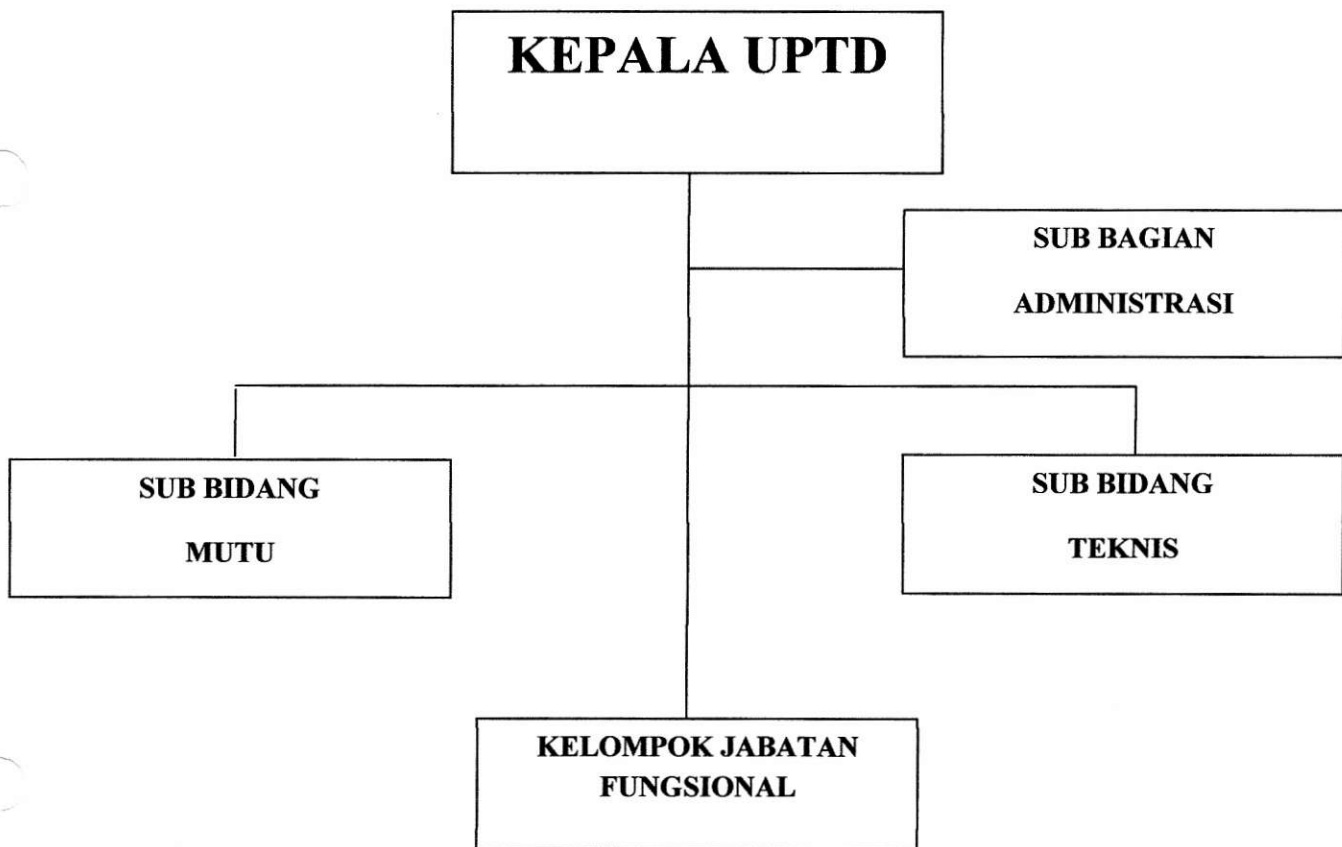 KEPALA UPTD
SUB BAGIAN
ADMINISTRASI
SUB BIDANG
MUTU
SUB BIDANG
TEKNIS
KELOMPOK JABATAN
FUNGSIONAL